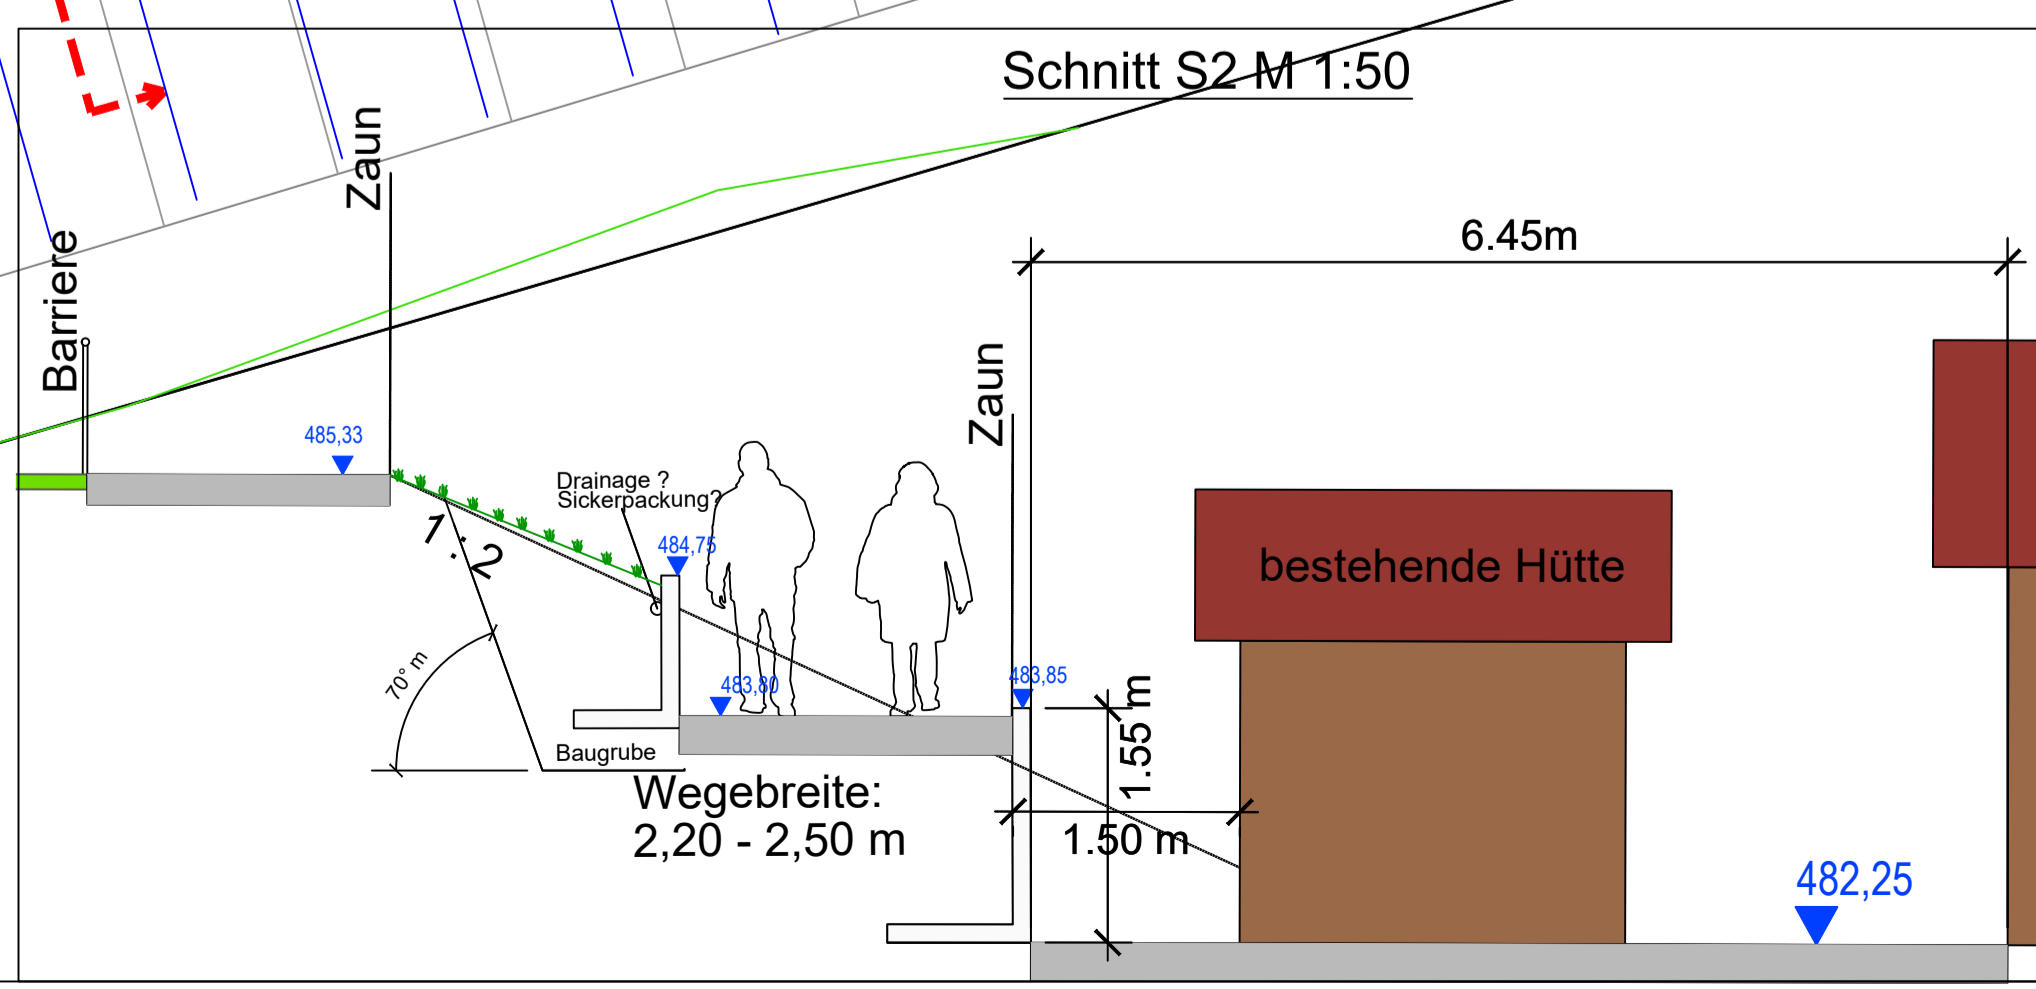 Schnitt S2 M 1:50
Zaun
Barriere
6.45m
485,33
Zaun
Drainage ?
Sickerpackung?
1:2
484,75
bestehende Hütte
70° m
483,80
483,85
1.55 m
Baugrube
Wegebreite:
2,20 - 2,50 m
1.50 m
482,25